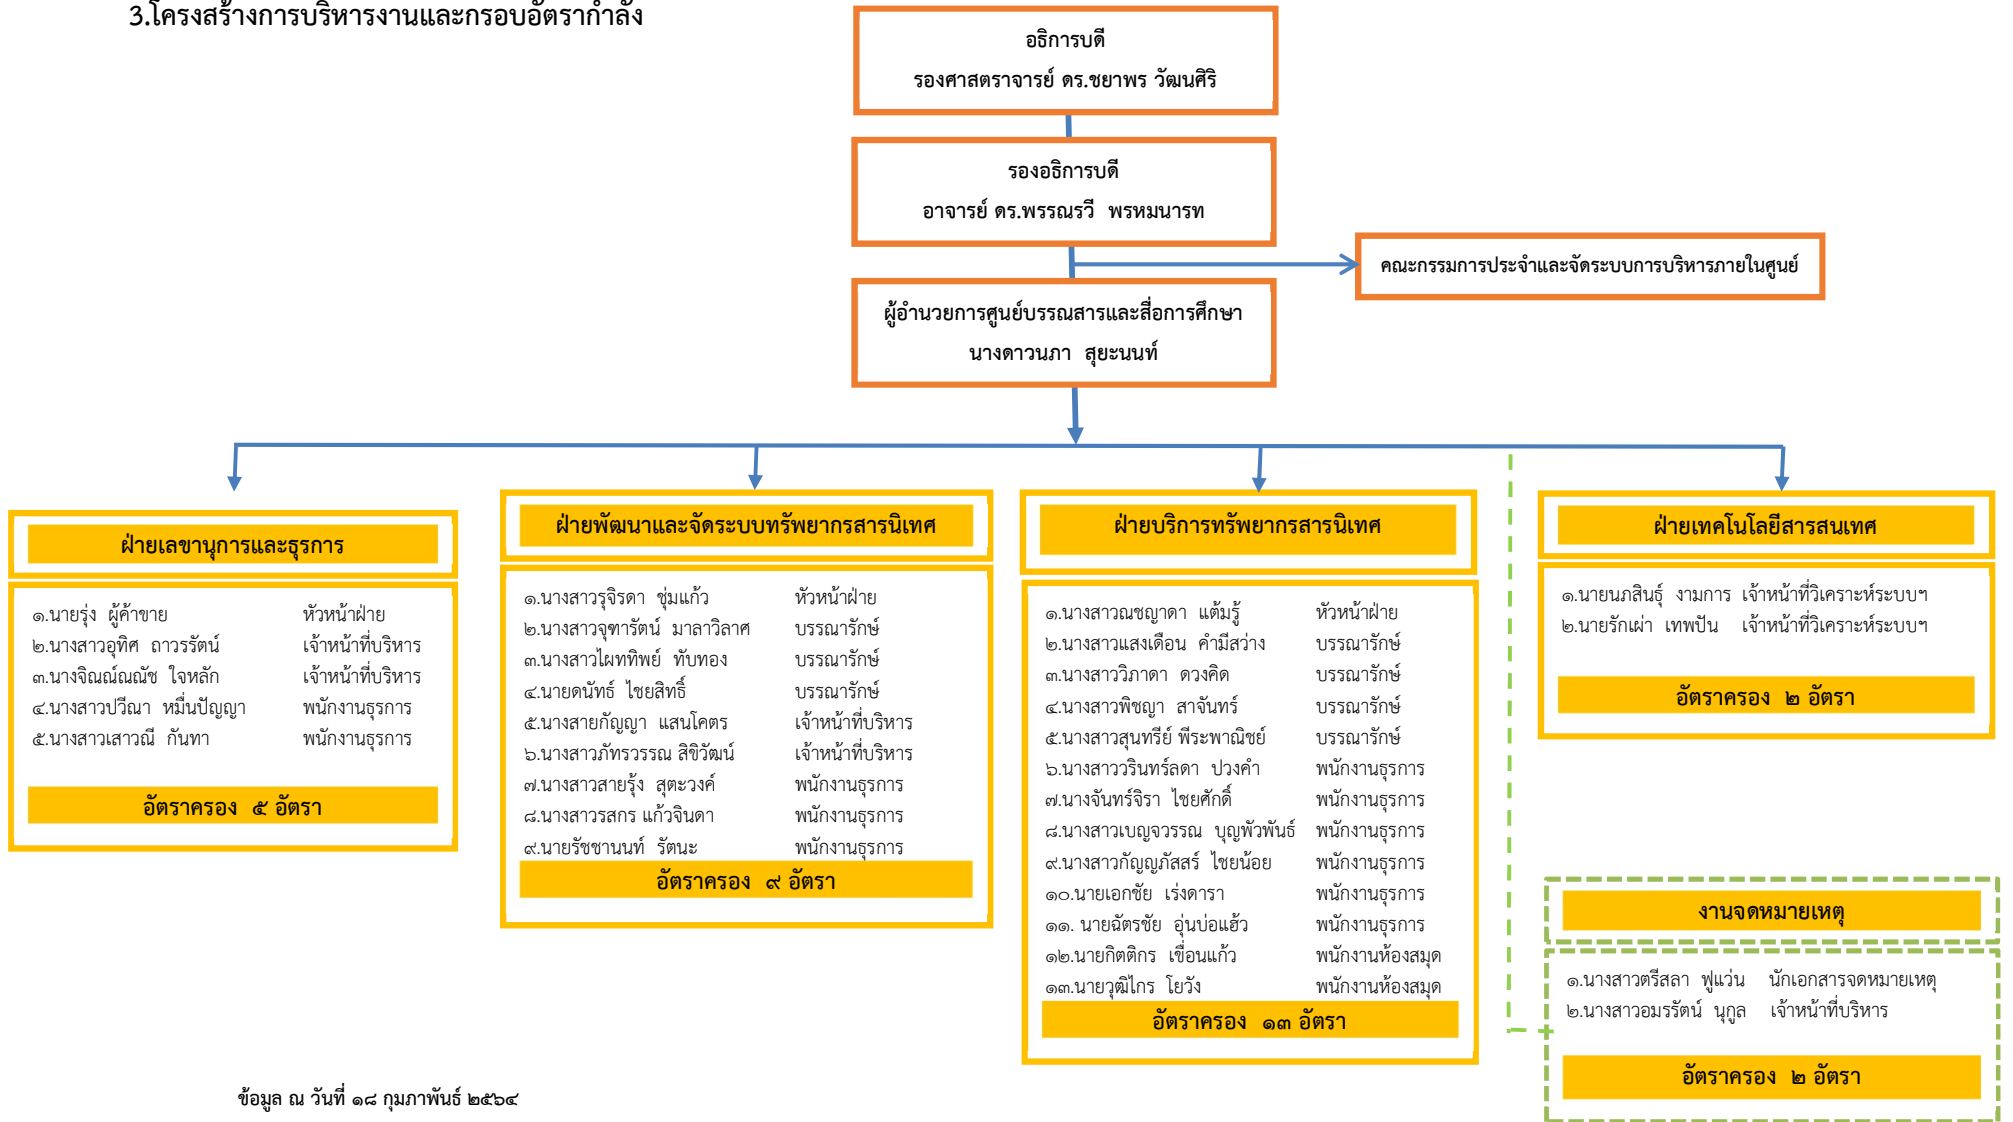 3.โครงสร้างการบริหารงานและกรอบอัตรากำลัง
อธิการบดี
รองศาสตราจารย์ ดร.ชยาพร วัฒนศิริ
รองอธิการบดี
อาจารย์ ดร.พรรณรวี พรหมนารท
คณะกรรมการประจำและจัดระบบการบริหารภายในศูนย์
ผู้อำนวยการศูนย์บรรณสารและสื่อการศึกษา
นางดาวนภา สุยะนนท์
ฝ่ายเลขานุการและธุรการ
๑.นายรุ่ง ผู้ค้าขาย หัวหน้าฝ่าย
๒.นางสาวอุทิศ ถาวรรัตน์ เจ้าหน้าที่บริหาร
๓.นางจิณณ์ณณัช ใจหลัก เจ้าหน้าที่บริหาร
๔.นางสาวปวีณา หมื่นปัญญา พนักงานธุรการ
๕.นางสาวเสาวณี กันทา พนักงานธุรการ
อัตราครอง ๕ อัตรา
ฝ่ายพัฒนาและจัดระบบทรัพยากรสารนิเทศ
๑.นางสาวรุจิรดา ชุ่มแก้ว หัวหน้าฝ่าย
๒.นางสาวจุฑารัตน์ มาลาวิลาศ บรรณารักษ์
๓.นางสาวไผททิพย์ ทับทอง บรรณารักษ์
๔.นายดนัทธ์ ไชยสิทธิ์ บรรณารักษ์
๕.นางสายกัญญา แสนโคตร เจ้าหน้าที่บริหาร
๖.นางสาวภัทรวรรณ สิขิวัฒน์ เจ้าหน้าที่บริหาร
๗.นางสาวสายรุ้ง สุตะวงค์ พนักงานธุรการ
๘.นางสาวรสกร แก้วจินดา พนักงานธุรการ
๙.นายรัชชานนท์ รัตนะ พนักงานธุรการ
อัตราครอง ๙ อัตรา
ฝ่ายบริการทรัพยากรสารนิเทศ
๑.นางสาวณชญาดา แต้มรู้ หัวหน้าฝ่าย
๒.นางสาวแสงเดือน คำมีสว่าง บรรณารักษ์
๓.นางสาววิภาดา ดวงคิด บรรณารักษ์
๔.นางสาวพิชญา สาจันทร์ บรรณารักษ์
๕.นางสาวสุนทรีย์ พีระพาณิชย์ บรรณารักษ์
๖.นางสาววรินทร์ลดา ปวงคำ พนักงานธุรการ
๗.นางจันทร์จิรา ไชยศักดิ์ พนักงานธุรการ
๘.นางสาวเบญจวรรณ บุญพัวพันธ์ พนักงานธุรการ
๙.นางสาวกัญญภัสสร์ ไชยน้อย พนักงานธุรการ
๑๐.นายเอกชัย เร่งดารา พนักงานธุรการ
๑๑. นายฉัตรชัย อุ่นบ่อแฮ้ว พนักงานธุรการ
๑๒.นายกิตติกร เขื่อนแก้ว พนักงานห้องสมุด
๑๓.นายวุฒิไกร โยวัง พนักงานห้องสมุด
อัตราครอง ๑๓ อัตรา
ฝ่ายเทคโนโลยีสารสนเทศ
๑.นายนภสินธุ์ งามการ เจ้าหน้าที่วิเคราะห์ระบบฯ
๒.นายรักเผ่า เทพปัน เจ้าหน้าที่วิเคราะห์ระบบฯ
อัตราครอง ๒ อัตรา
งานจดหมายเหตุ
๑.นางสาวตรีสลา ฟูแว่น นักเอกสารจดหมายเหตุ
๒.นางสาวอมรรัตน์ นุกูล เจ้าหน้าที่บริหาร
อัตราครอง ๒ อัตรา
ข้อมูล ณ วันที่ ๑๘ กุมภาพันธ์ ๒๕๖๔